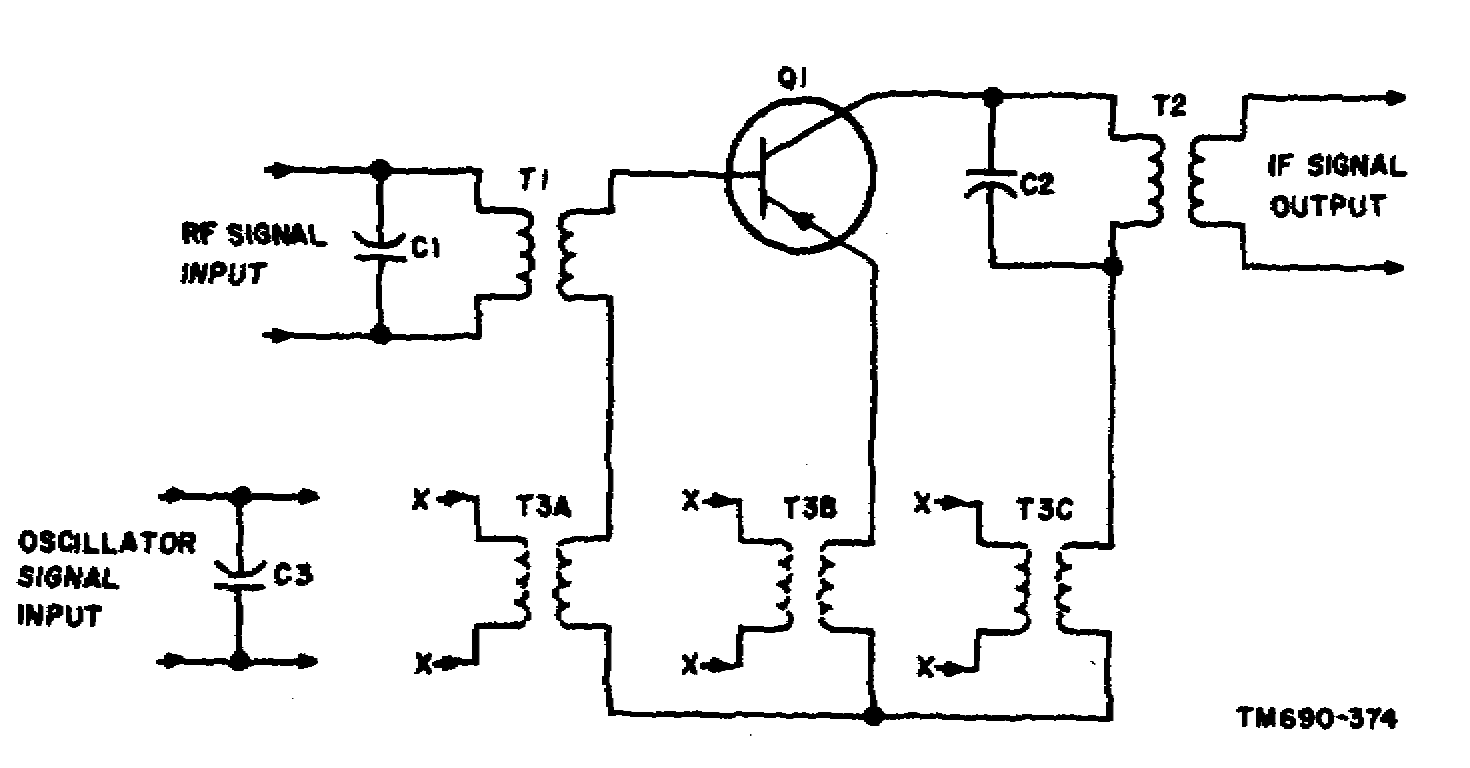 Q1
T2
IF SIGNAL
OUTPUT
C2
T1
RF SIGNAL
INPUT
C1
X
T3A
X
T3B
X
T3C
OSCILLATOR
SIGNAL
INPUT
C3
X
X
X
TM690-374